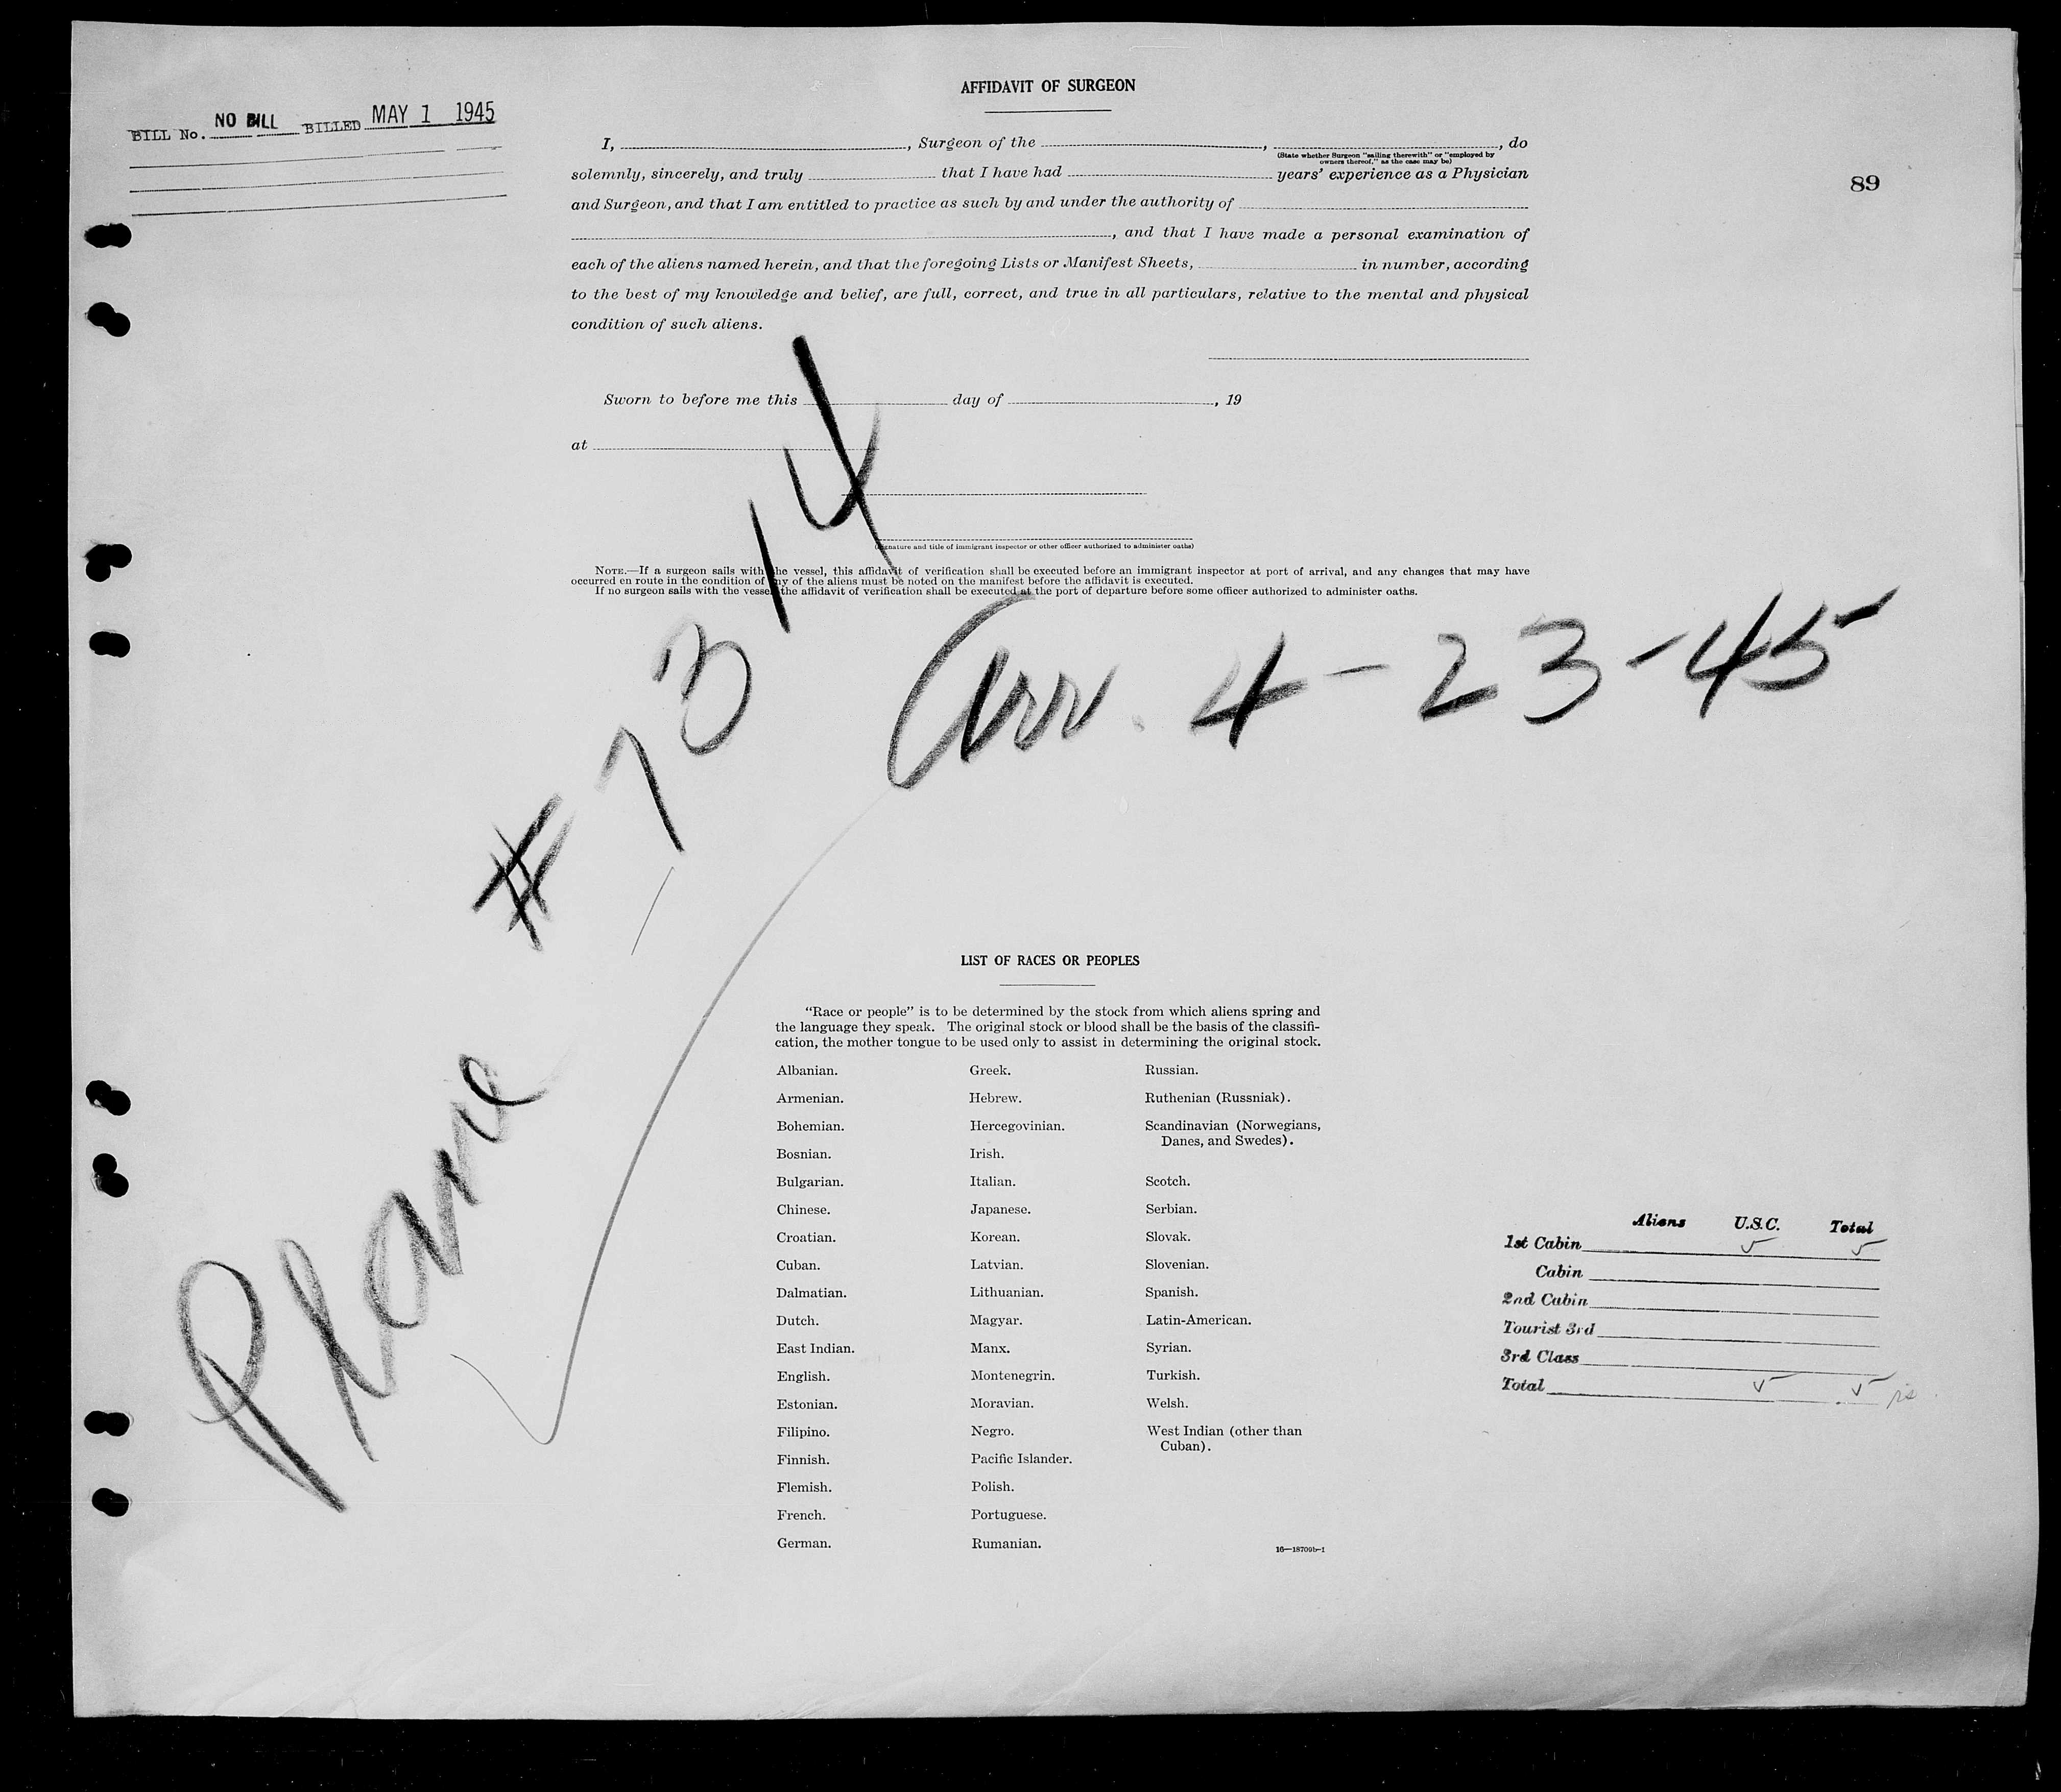 BILL No. NO BILL BILLED MAY 1 1945
AFFIDAVIT OF SURGEON
I, , Surgeon of the , , do
(State whether Surgeon "sailing therewith" or "employed by
owners thereof," as the case may be)
solemnly, sincerely, and truly that I have had years' experience as a Physician
89
and Surgeon, and that I am entitled to practice as such by and under the authority of
, and that I have made a personal examination of
each of the aliens named herein, and that the foregoing Lists or Manifest Sheets, in number, according
to the best of my knowledge and belief, are full, correct, and true in all particulars, relative to the mental and physical
condition of such aliens.
Sworn to before me this day of , 19
at
(Signature and title of immigrant inspector or other officer authorized to administer oaths)
NOTE.—If a surgeon sails with the vessel, this affidavit of verification shall be executed before an immigrant inspector at port of arrival, and any changes that may have
occurred en route in the condition of any of the aliens must be noted on the manifest before the affidavit is executed.
If no surgeon sails with the vessel the affidavit of verification shall be executed at the port of departure before some officer authorized to administer oaths.
Plane # 7314
Arr. 4-23-45
LIST OF RACES OR PEOPLES
"Race or people" is to be determined by the stock from which aliens spring and
the language they speak. The original stock or blood shall be the basis of the classifi-
cation, the mother tongue to be used only to assist in determining the original stock.
Albanian.
Armenian.
Bohemian.
Bosnian.
Bulgarian.
Chinese.
Croatian.
Cuban.
Dalmatian.
Dutch.
East Indian.
English.
Estonian.
Filipino.
Finnish.
Flemish.
French.
German.
Greek.
Hebrew.
Hercegovinian.
Irish.
Italian.
Japanese.
Korean.
Latvian.
Lithuanian.
Magyar.
Manx.
Montenegrin.
Moravian.
Negro.
Pacific Islander.
Polish.
Portuguese.
Rumanian.
Russian.
Ruthenian (Russniak).
Scandinavian (Norwegians,
Danes, and Swedes).
Scotch.
Serbian.
Slovak.
Slovenian.
Spanish.
Latin-American.
Syrian.
Turkish.
Welsh.
West Indian (other than
Cuban).
16—18709b-1
Aliens U.S.C. Total
1st Cabin 5 5
Cabin
2nd Cabin
Tourist 3rd
3rd Class
Total 5 5